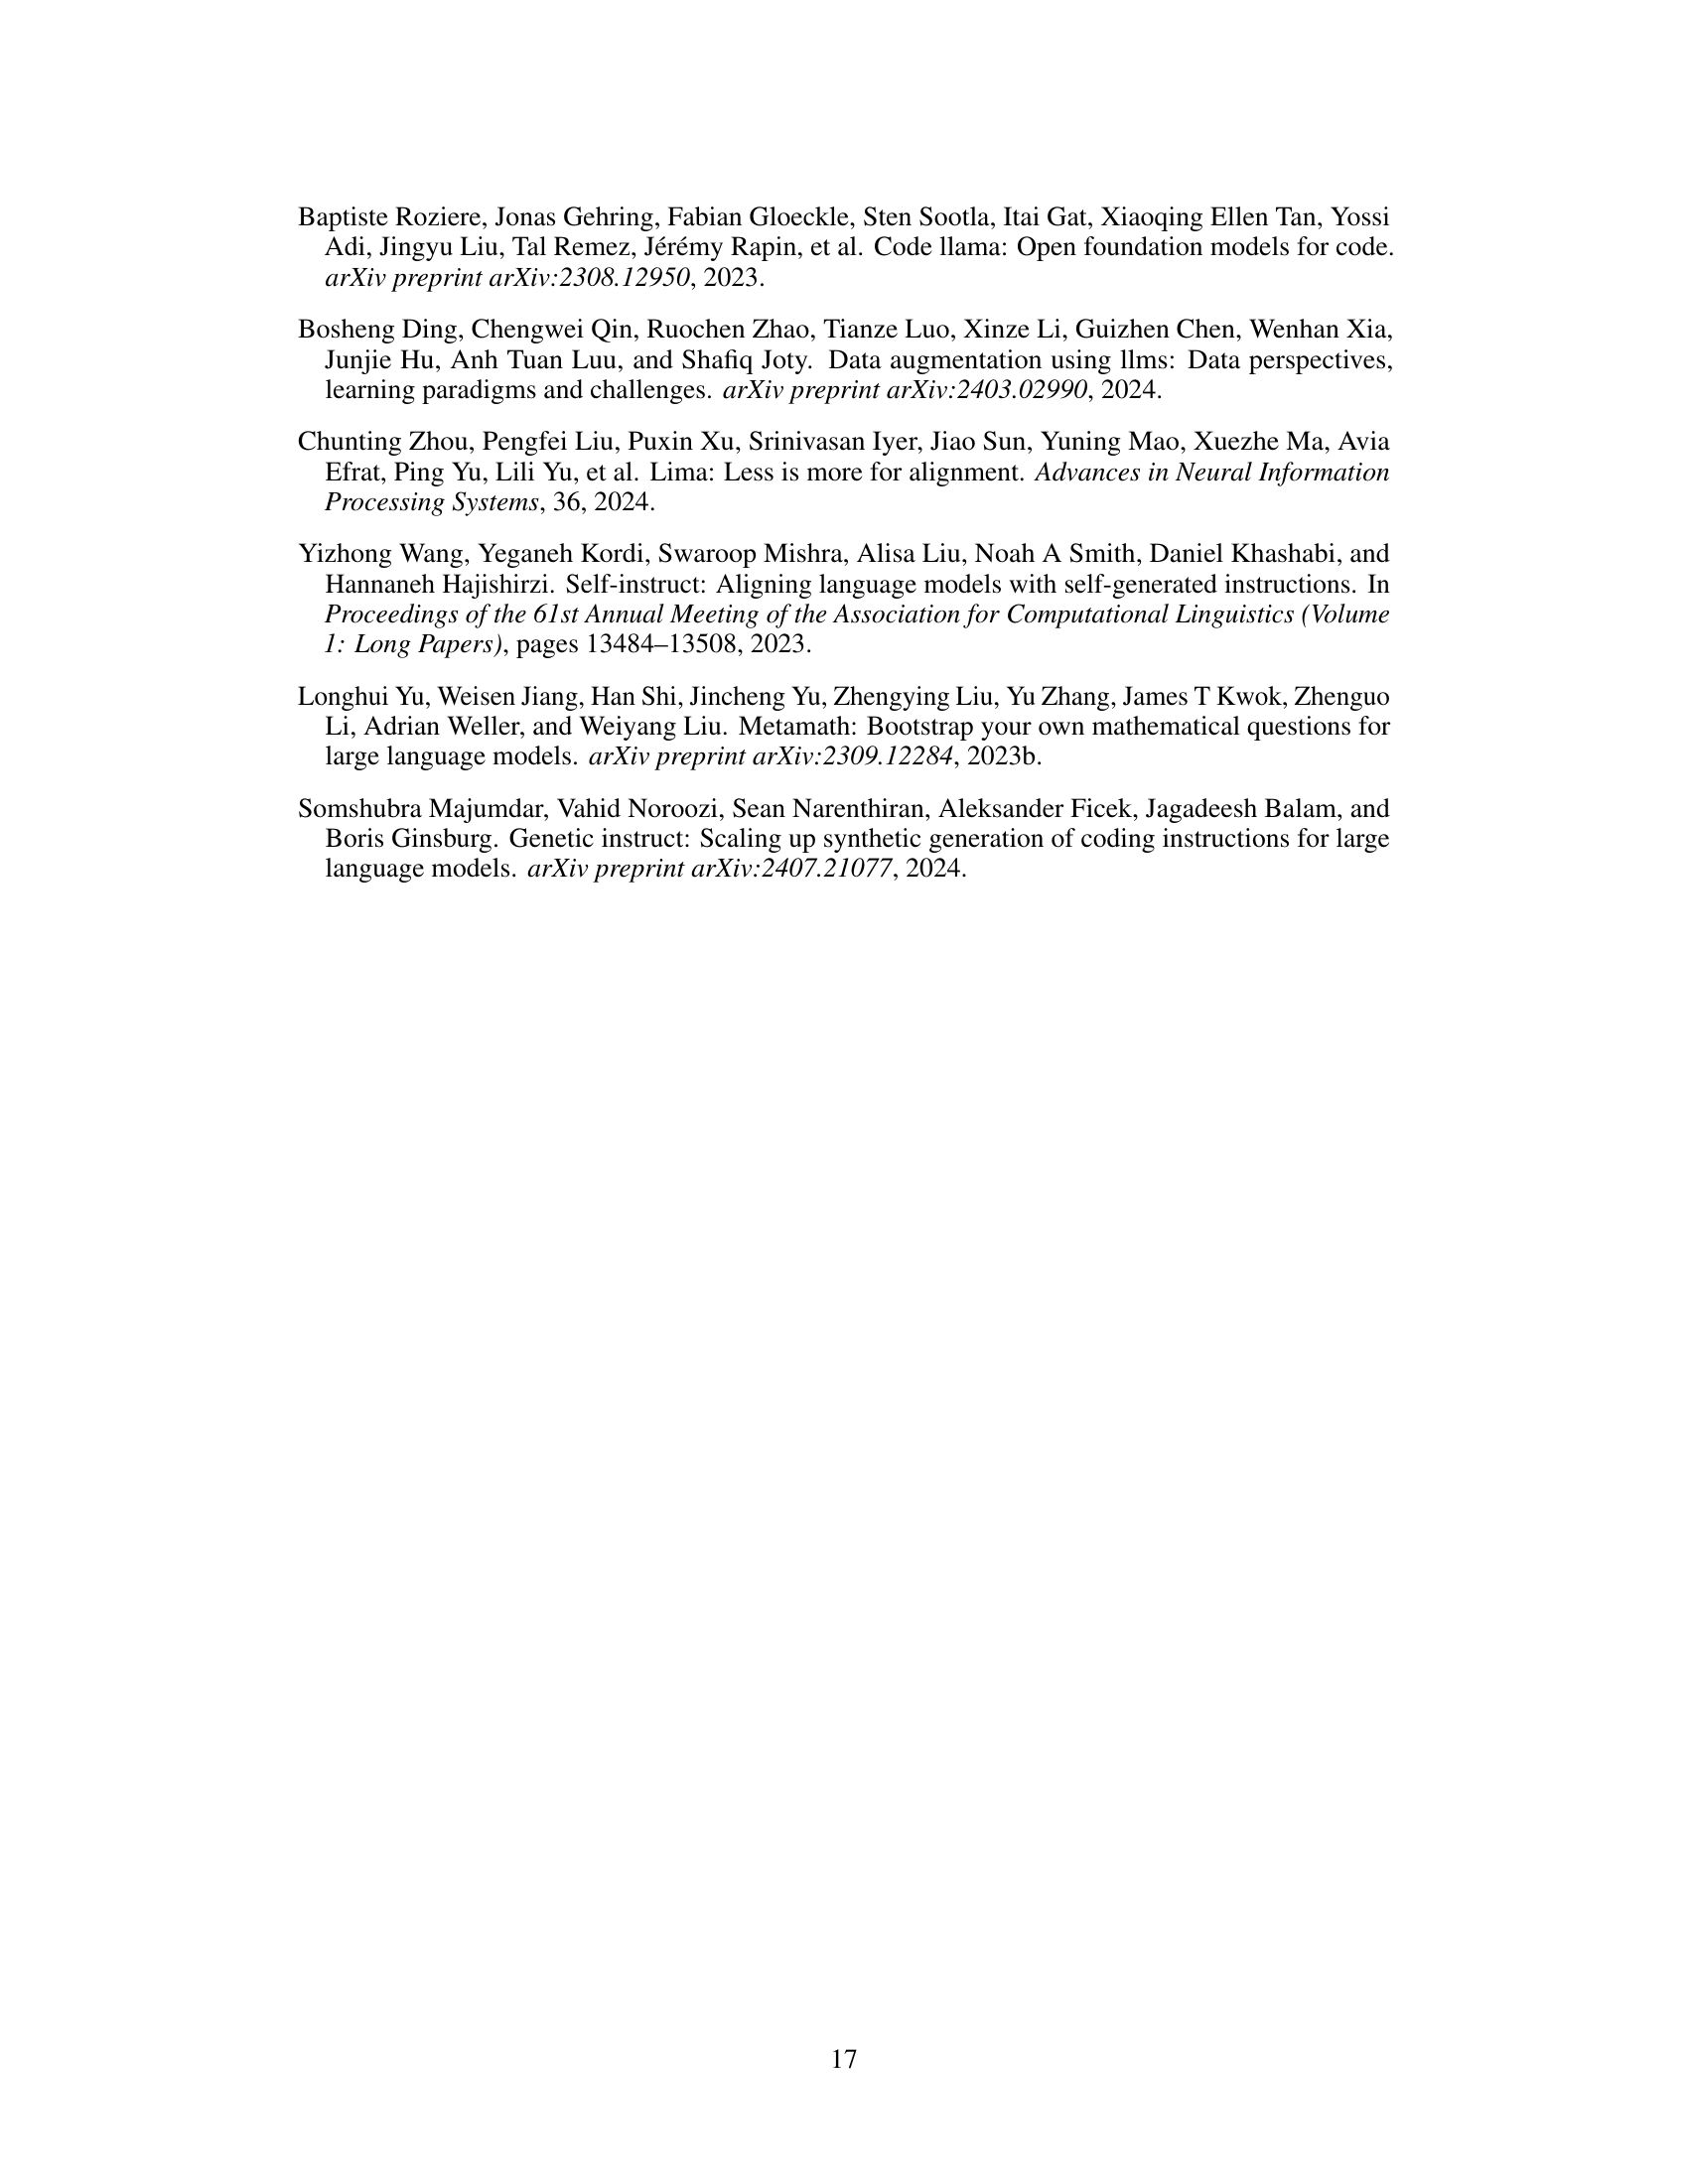 Baptiste Roziere, Jonas Gehring, Fabian Gloeckle, Sten Sootla, Itai Gat, Xiaoqing Ellen Tan, Yossi
Adi, Jingyu Liu, Tal Remez, Jérémy Rapin, et al. Code llama: Open foundation models for code.
arXiv preprint arXiv:2308.12950, 2023.
Bosheng Ding, Chengwei Qin, Ruochen Zhao, Tianze Luo, Xinze Li, Guizhen Chen, Wenhan Xia,
Junjie Hu, Anh Tuan Luu, and Shafiq Joty. Data augmentation using llms: Data perspectives,
learning paradigms and challenges. arXiv preprint arXiv:2403.02990, 2024.
Chunting Zhou, Pengfei Liu, Puxin Xu, Srinivasan Iyer, Jiao Sun, Yuning Mao, Xuezhe Ma, Avia
Efrat, Ping Yu, Lili Yu, et al. Lima: Less is more for alignment. Advances in Neural Information
Processing Systems, 36, 2024.
Yizhong Wang, Yeganeh Kordi, Swaroop Mishra, Alisa Liu, Noah A Smith, Daniel Khashabi, and
Hannaneh Hajishirzi. Self-instruct: Aligning language models with self-generated instructions. In
Proceedings of the 61st Annual Meeting of the Association for Computational Linguistics (Volume
1: Long Papers), pages 13484–13508, 2023.
Longhui Yu, Weisen Jiang, Han Shi, Jincheng Yu, Zhengying Liu, Yu Zhang, James T Kwok, Zhenguo
Li, Adrian Weller, and Weiyang Liu. Metamath: Bootstrap your own mathematical questions for
large language models. arXiv preprint arXiv:2309.12284, 2023b.
Somshubra Majumdar, Vahid Noroozi, Sean Narenthiran, Aleksander Ficek, Jagadeesh Balam, and
Boris Ginsburg. Genetic instruct: Scaling up synthetic generation of coding instructions for large
language models. arXiv preprint arXiv:2407.21077, 2024.
17